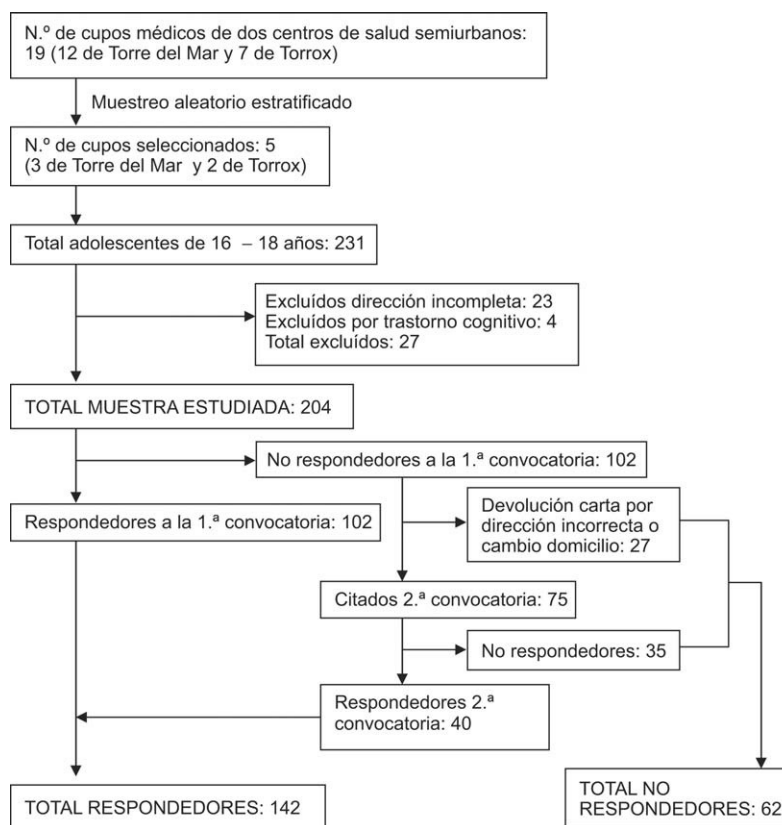 N.º de cupos médicos de dos centros de salud semiurbanos:
19 (12 de Torre del Mar y 7 de Torrox)
Muestreo aleatorio estratificado
N.º de cupos seleccionados: 5
(3 de Torre del Mar y 2 de Torrox)
Total adolescentes de 16 – 18 años: 231
Excluídos dirección incompleta: 23
Excluídos por trastorno cognitivo: 4
Total excluídos: 27
TOTAL MUESTRA ESTUDIADA: 204
No respondedores a la 1.ª convocatoria: 102
Respondedores a la 1.ª convocatoria: 102
Devolución carta por
dirección incorrecta o
cambio domicilio: 27
Citados 2.ª convocatoria: 75
No respondedores: 35
Respondedores 2.ª
convocatoria: 40
TOTAL RESPONDEDORES: 142
TOTAL NO
RESPONDEDORES: 62